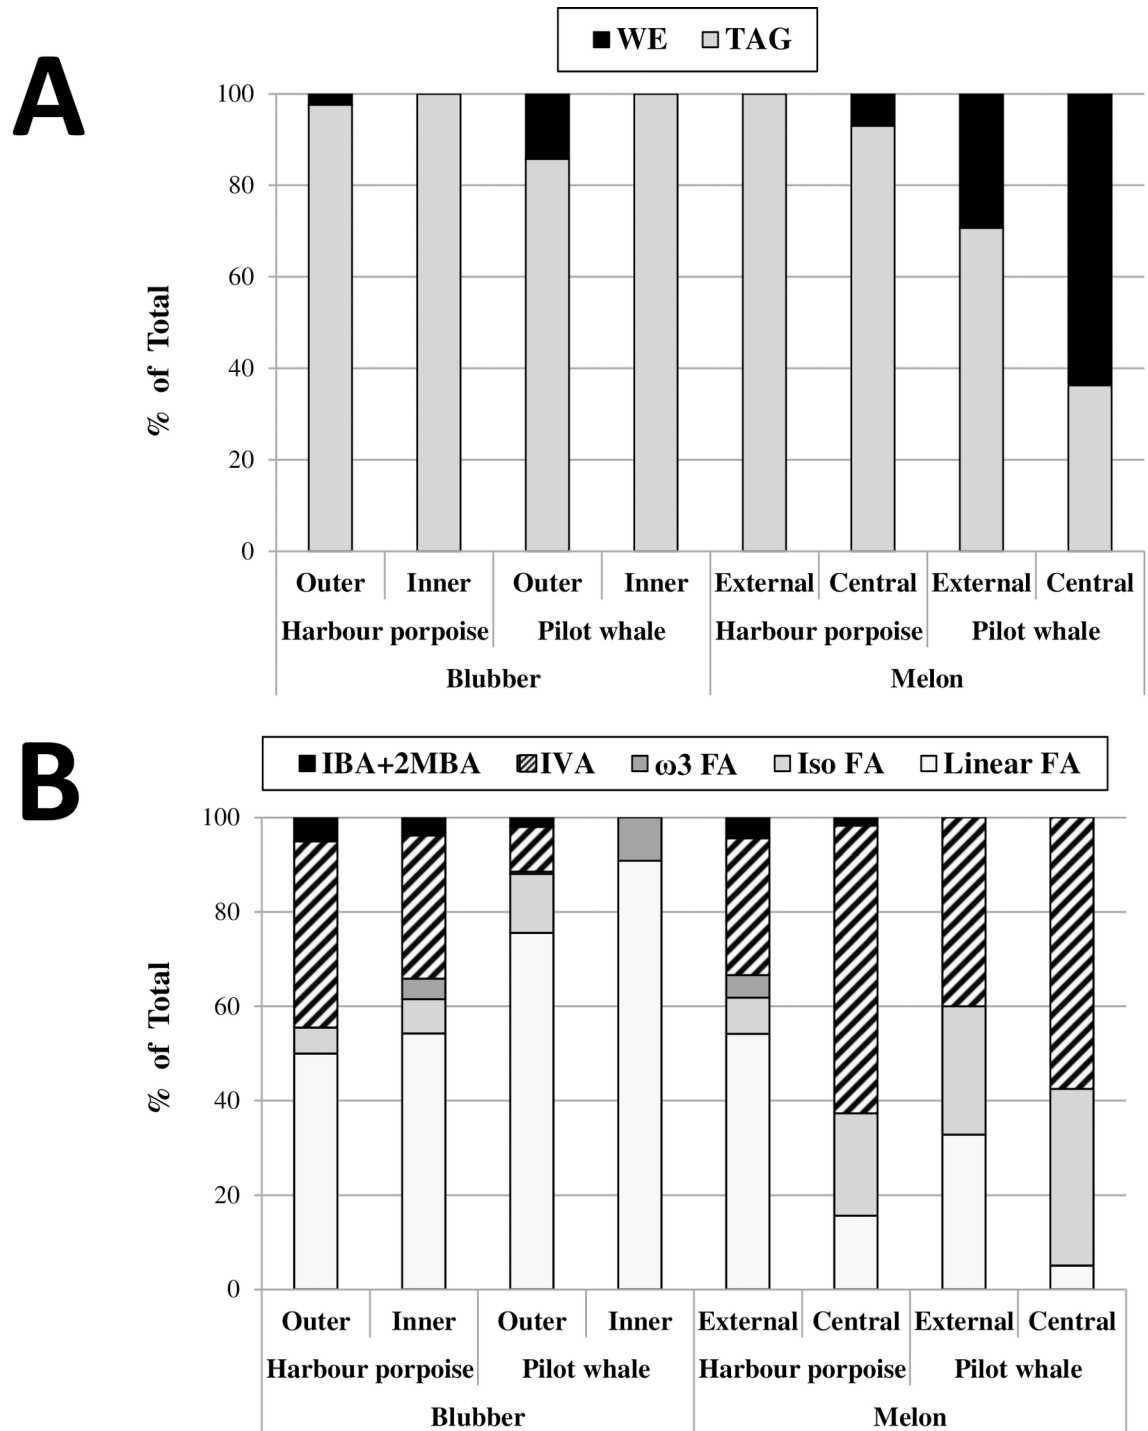 A
WE TAG
100
80
60
40
20
0
% of Total
Outer Inner Outer Inner External Central External Central
Harbour porpoise Pilot whale Harbour porpoise Pilot whale
Blubber Melon
B
IBA+2MBA IVA ω3 FA Iso FA Linear FA
100
80
60
40
20
0
% of Total
Outer Inner Outer Inner External Central External Central
Harbour porpoise Pilot whale Harbour porpoise Pilot whale
Blubber Melon